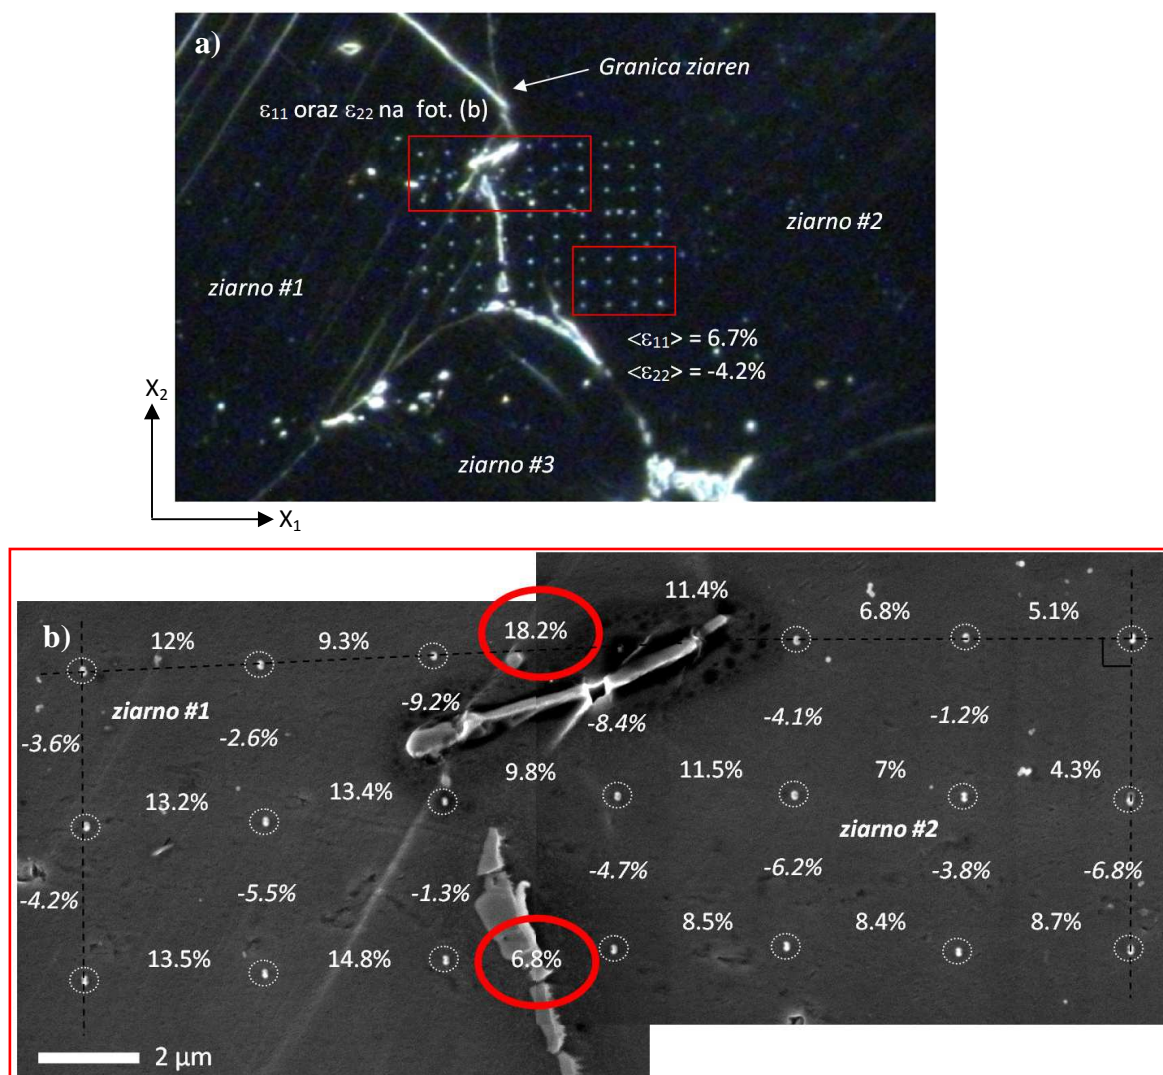 a)
Granica ziaren
ε₁₁ oraz ε₂₂ na fot. (b)
ziarno #2
ziarno #1
<ε₁₁> = 6.7%
<ε₂₂> = -4.2%
X₂
ziarno #3
X₁
11.4%
6.8% 5.1%
b) 12% 9.3% 18.2%
ziarno #1 -9.2% -8.4% -4.1% -1.2%
-3.6% -2.6%
9.8% 11.5% 7% 4.3%
13.2% 13.4%
ziarno #2
-4.2% -5.5% -1.3% -4.7% -6.2% -3.8% -6.8%
8.5% 8.4% 8.7%
13.5% 14.8% 6.8%
2 μm